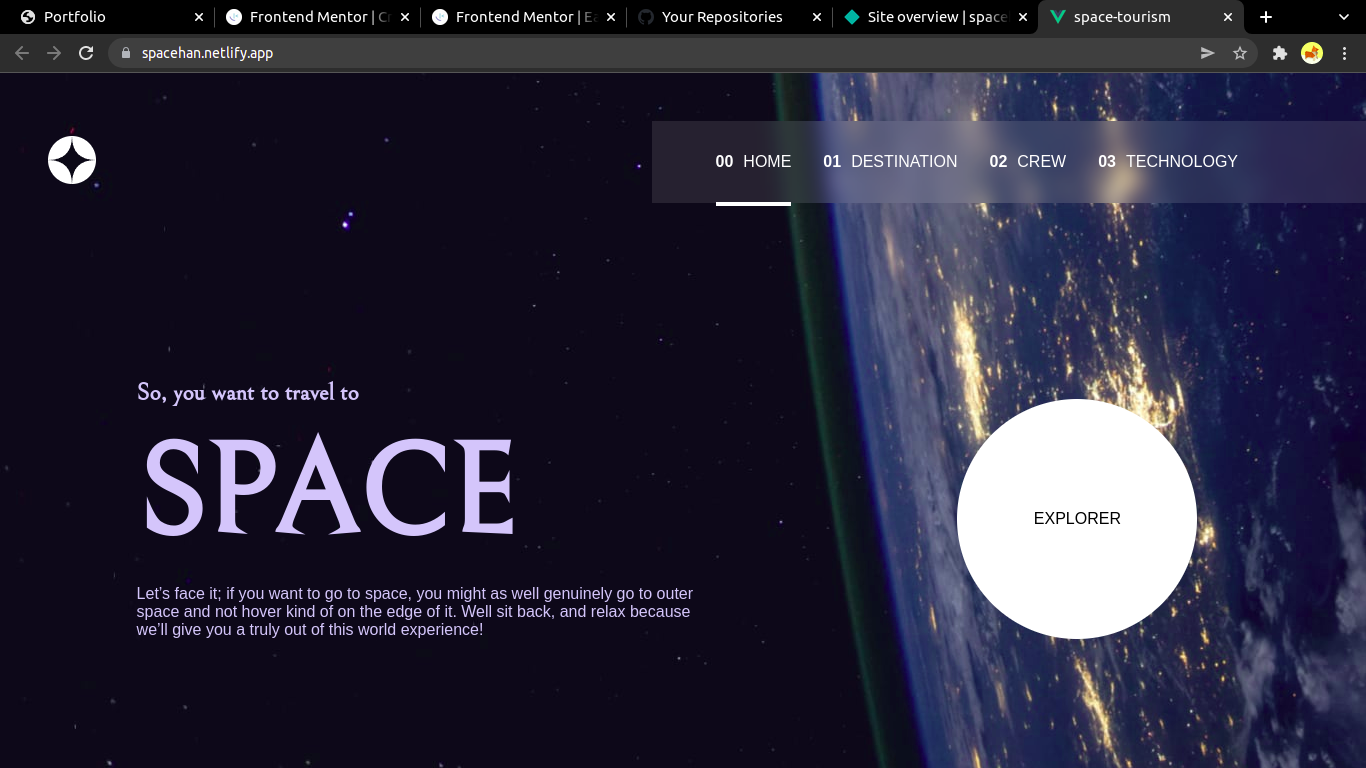 Portfolio
Frontend Mentor | C
Frontend Mentor | Ea
Your Repositories
Site overview | space
space-tourism
spacehan.netlify.app
00 HOME 01 DESTINATION 02 CREW 03 TECHNOLOGY
So, you want to travel to
SPACE
EXPLORER
Let's face it; if you want to go to space, you might as well genuinely go to outer
space and not hover kind of on the edge of it. Well sit back, and relax because
we'll give you a truly out of this world experience!